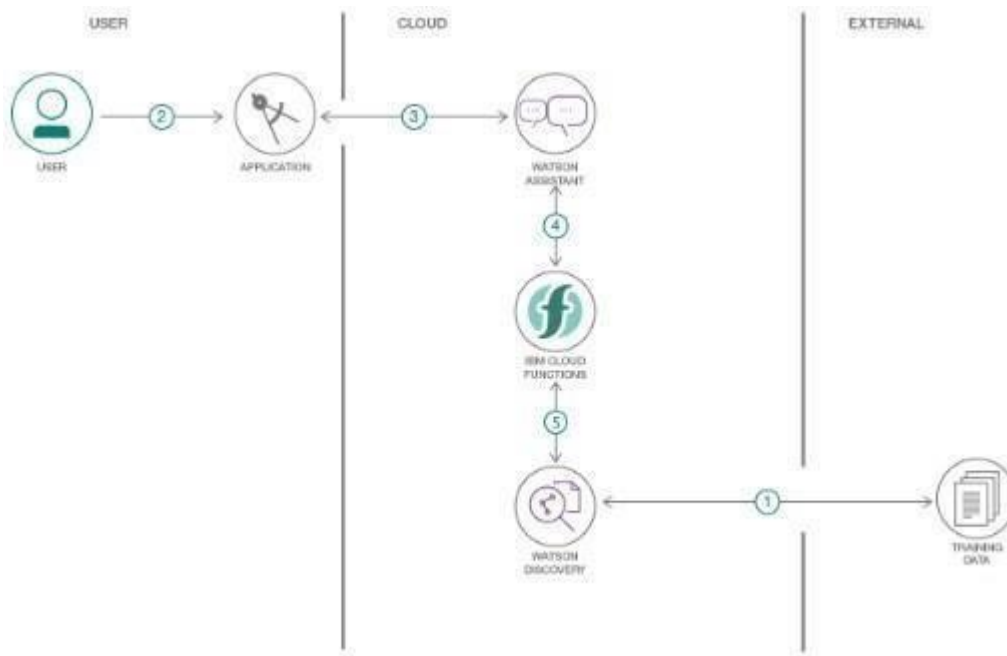 USER
CLOUD
EXTERNAL
2
3
USER
APPLICATION
WATSON
ASSISTANT
4
IBM CLOUD
FUNCTIONS
5
1
WATSON
DISCOVERY
TRAINING
DATA